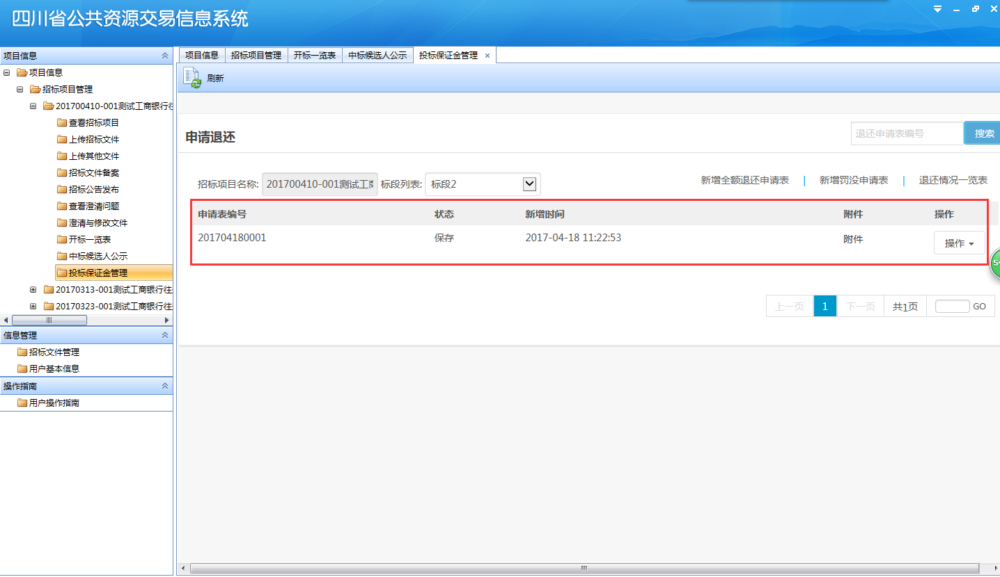 四川省公共资源交易信息系统
项目信息
项目信息
招标项目管理
201700410-001测试工商银行往
查看招标项目
上传招标文件
上传其他文件
招标文件备案
招标公告发布
查看澄清问题
澄清与修改文件
开标一览表
中标候选人公示
投标保证金管理
20170313-001测试工商银行往
20170323-001测试工商银行往
信息管理
招标文件管理
用户基本信息
操作指南
用户操作指南
项目信息 招标项目管理 开标一览表 中标候选人公示 投标保证金管理 ×
刷新
申请退还
退还申请表编号 搜索
招标项目名称: 201700410-001测试工商 标段列表: 标段2
新增全额退还申请表 | 新增罚没申请表 | 退还情况一览表
申请表编号 状态 新增时间 附件 操作
201704180001 保存 2017-04-18 11:22:53 附件 操作
上一页 1 下一页 共1页 GO